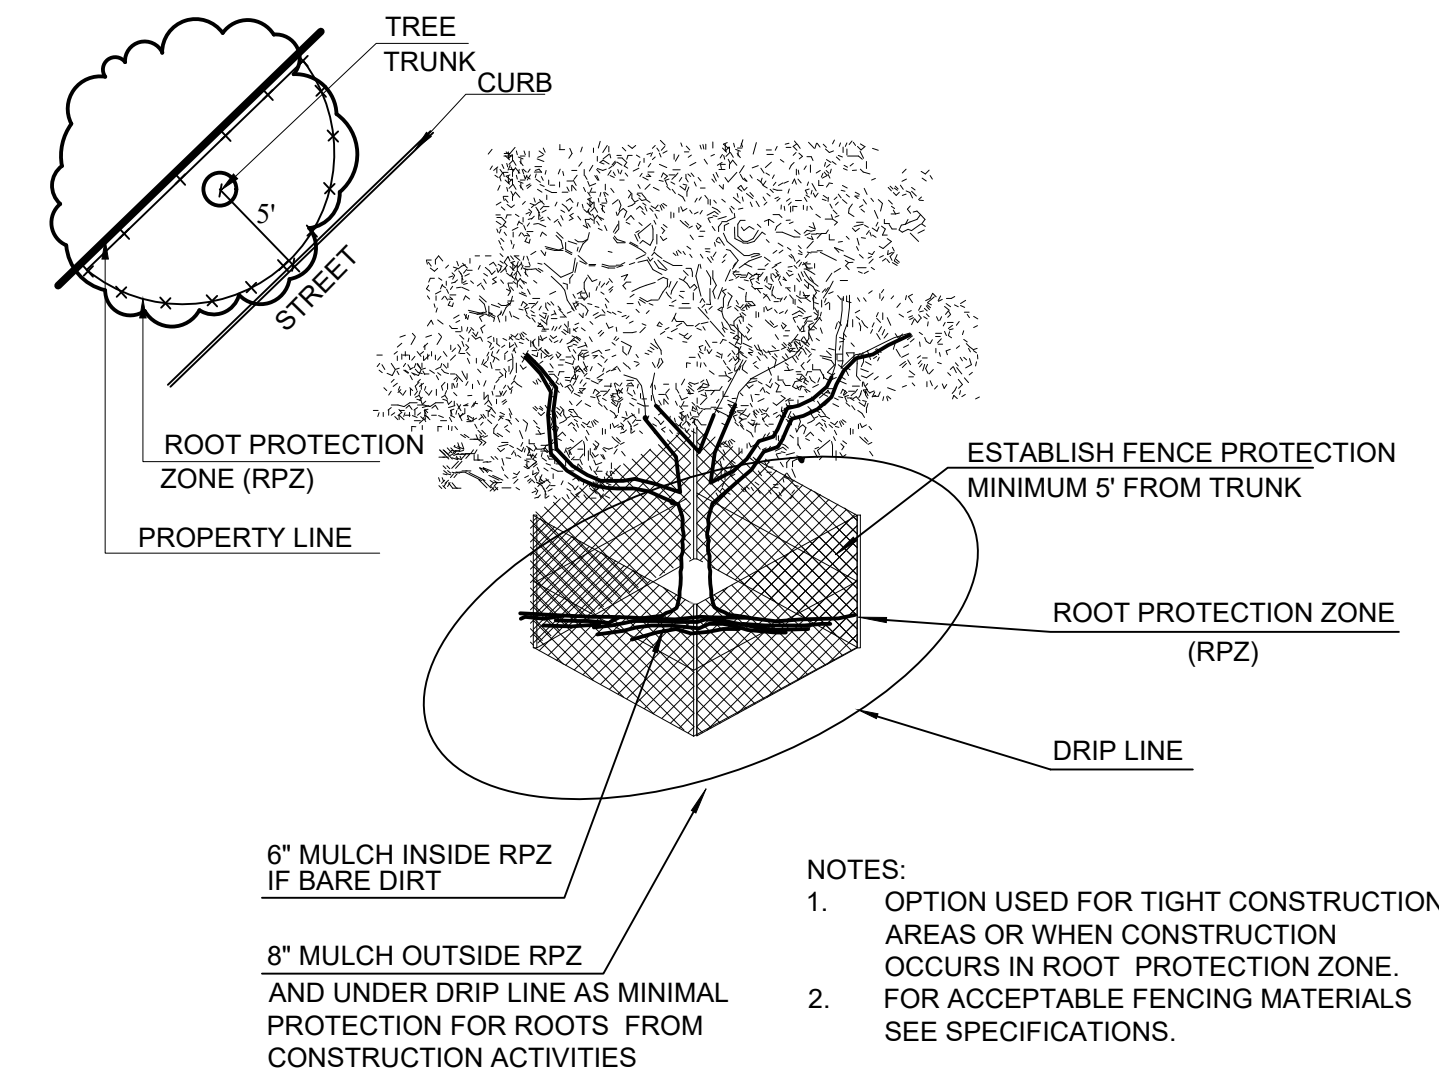 TREE
TRUNK
CURB
5'
STREET
ROOT PROTECTION
ZONE (RPZ)
PROPERTY LINE
ESTABLISH FENCE PROTECTION
MINIMUM 5' FROM TRUNK
ROOT PROTECTION ZONE
(RPZ)
DRIP LINE
6" MULCH INSIDE RPZ
IF BARE DIRT
8" MULCH OUTSIDE RPZ
AND UNDER DRIP LINE AS MINIMAL
PROTECTION FOR ROOTS FROM
CONSTRUCTION ACTIVITIES
NOTES:
1. OPTION USED FOR TIGHT CONSTRUCTION
AREAS OR WHEN CONSTRUCTION
OCCURS IN ROOT PROTECTION ZONE.
2. FOR ACCEPTABLE FENCING MATERIALS
SEE SPECIFICATIONS.